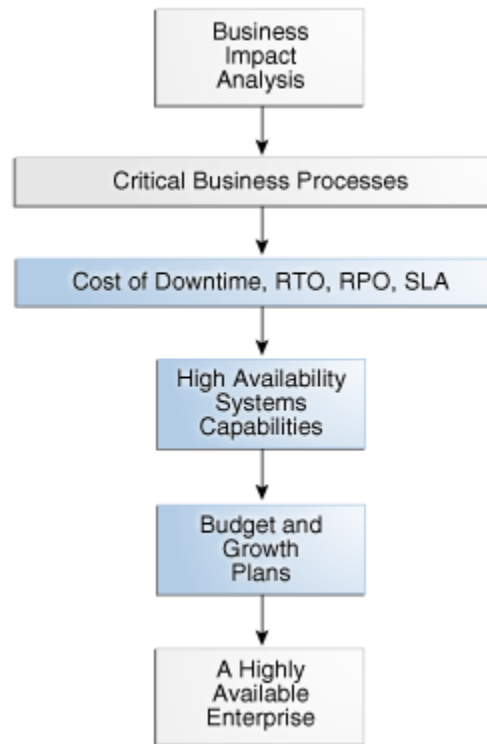 Business
Impact
Analysis
Critical Business Processes
Cost of Downtime, RTO, RPO, SLA
High Availability
Systems
Capabilities
Budget and
Growth
Plans
A Highly
Available
Enterprise